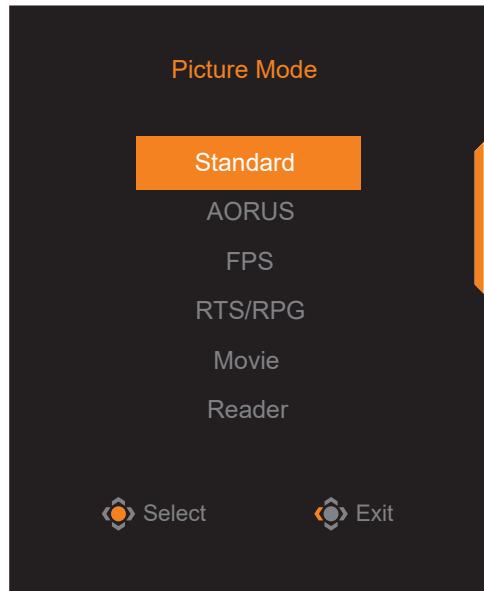 Picture Mode
Standard
AORUS
FPS
RTS/RPG
Movie
Reader
Select Exit